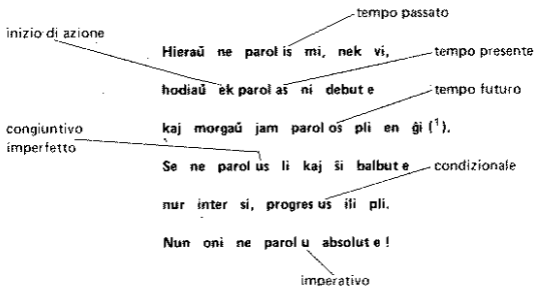 tempo passato
inizio di azione
Hieraŭ ne parol is mi, nek vi,
tempo presente
hodiaŭ ek parol as ni debut e
tempo futuro
kaj morgaŭ jam parol os pli en ĝi (¹).
congiuntivo
imperfetto
Se ne parol us li kaj ŝi balbut e
condizionale
nur inter si, progres us ili pli.
Nun oni ne parol u absolut e !
imperativo